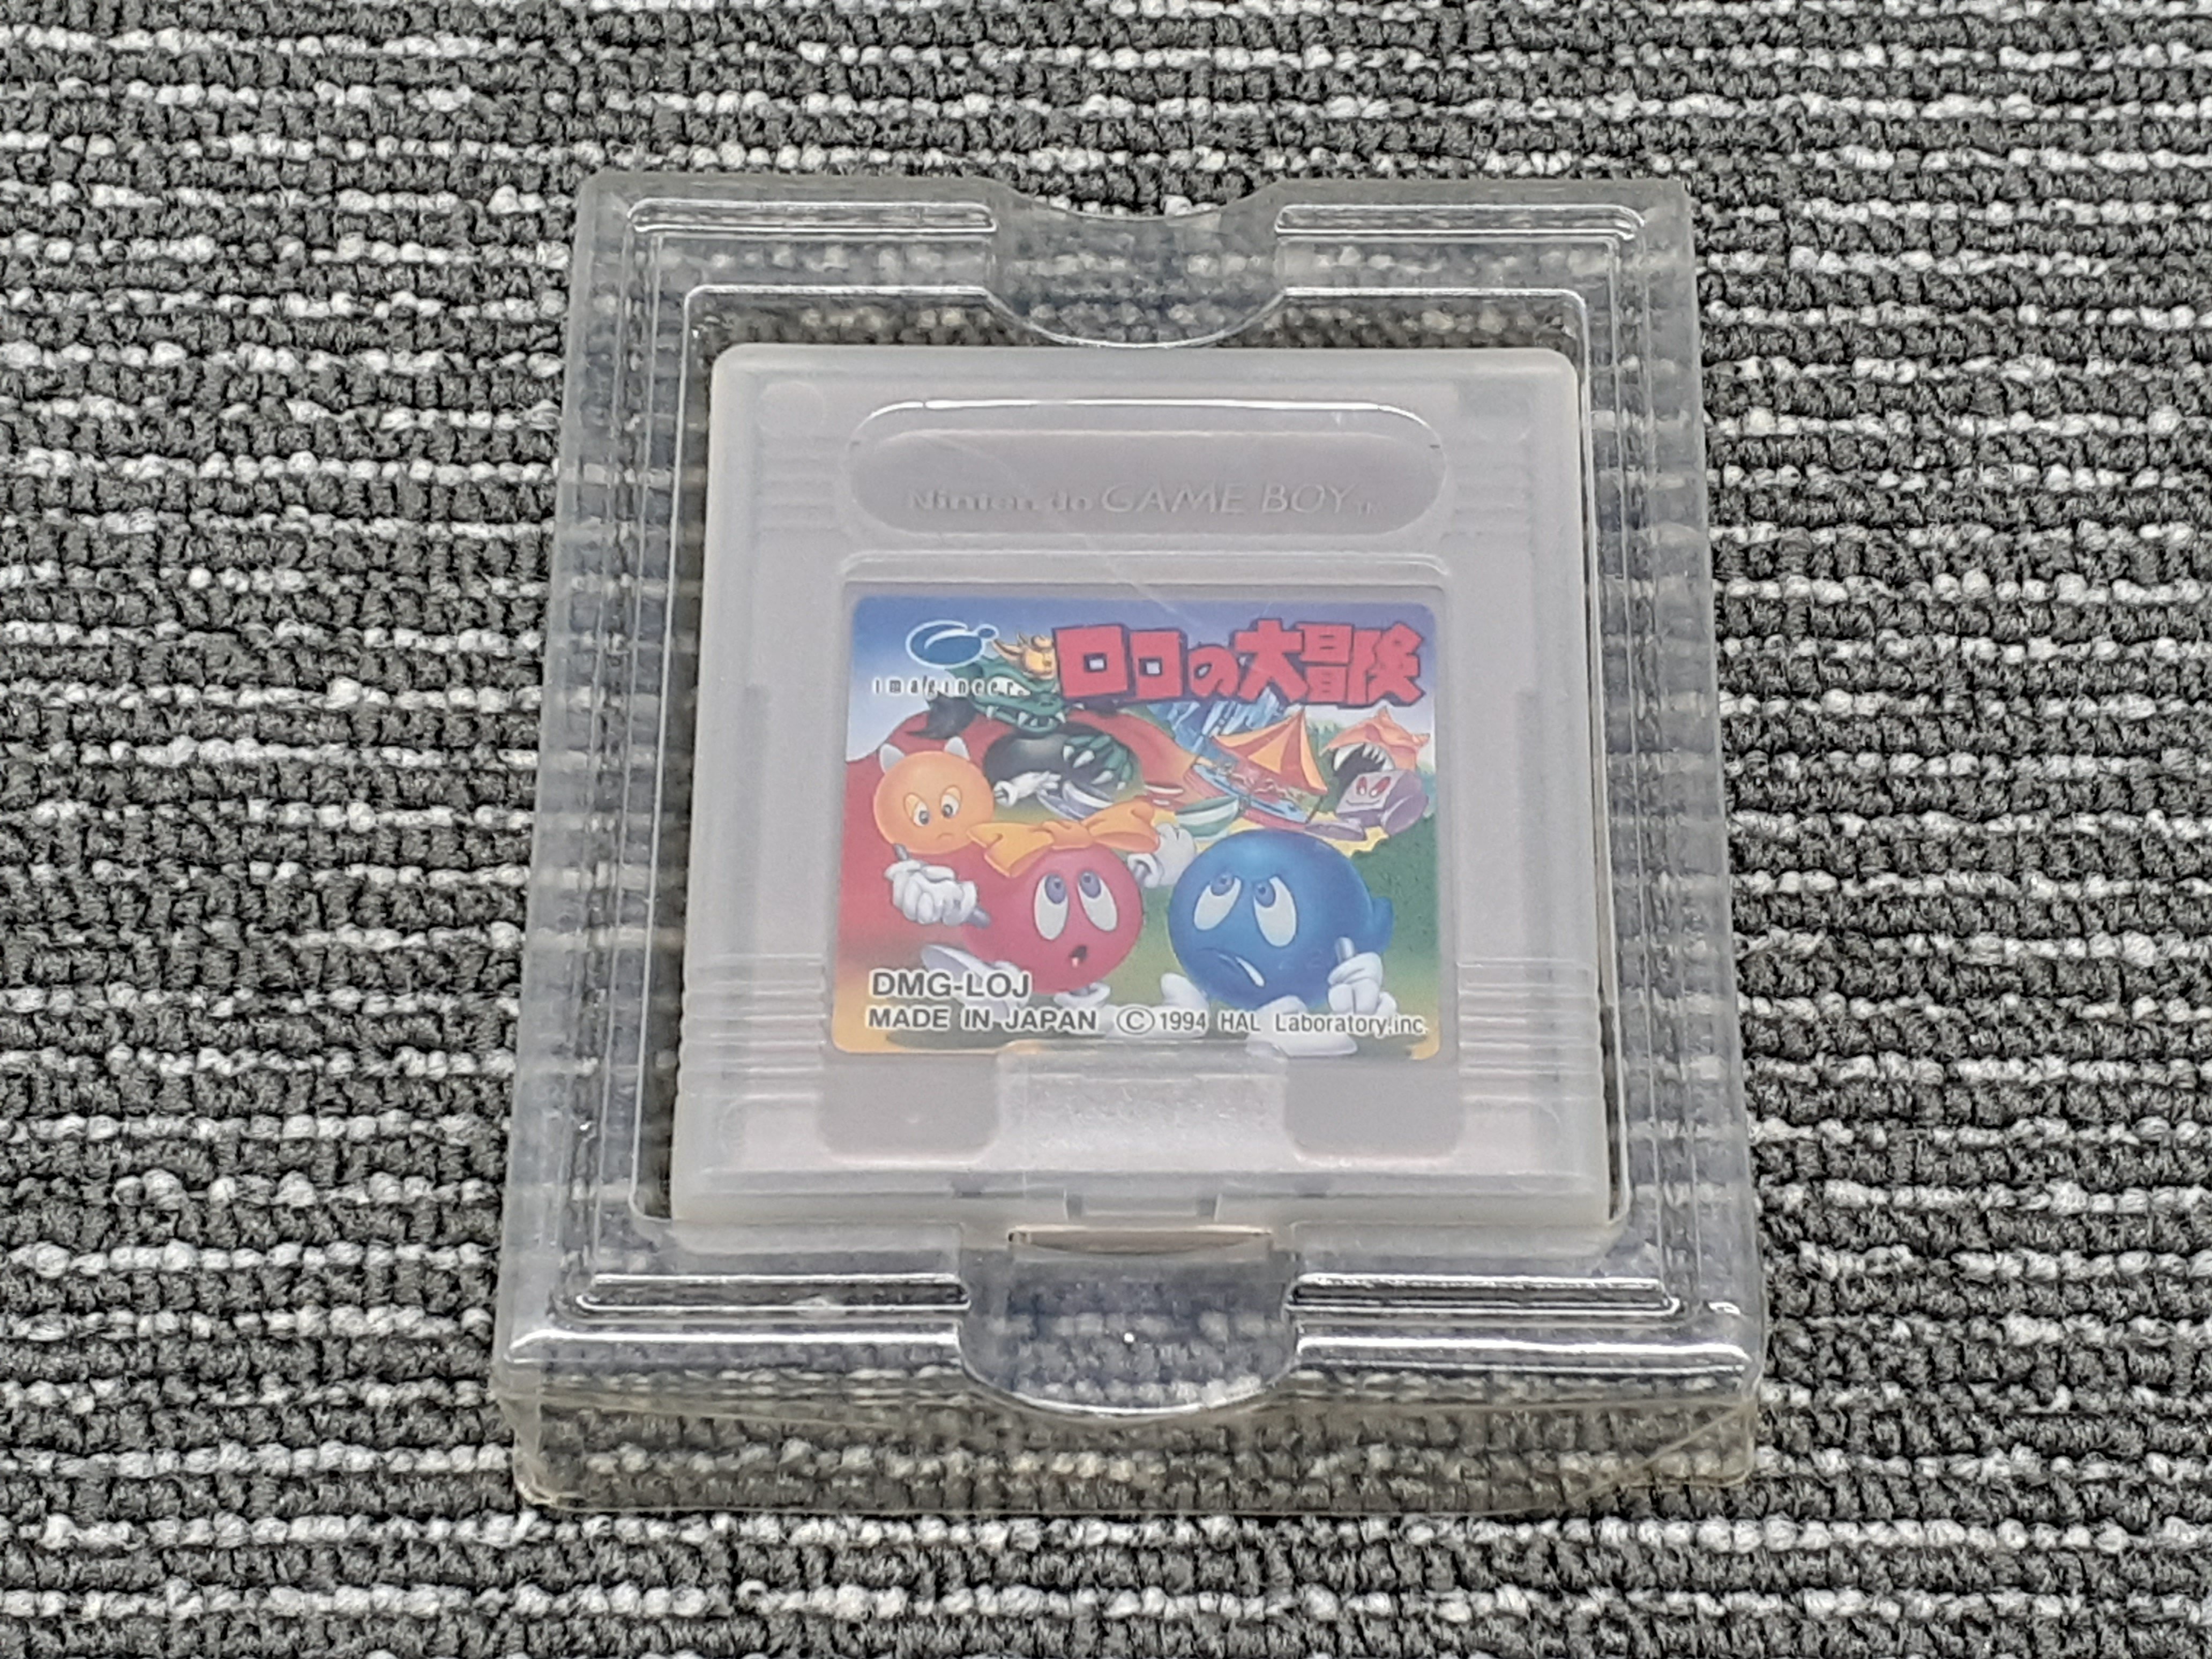 Nintendo GAME BOY TM
imagineer
ロロの大冒険
DMG-LOJ
MADE IN JAPAN © 1994 HAL Laboratory,inc.